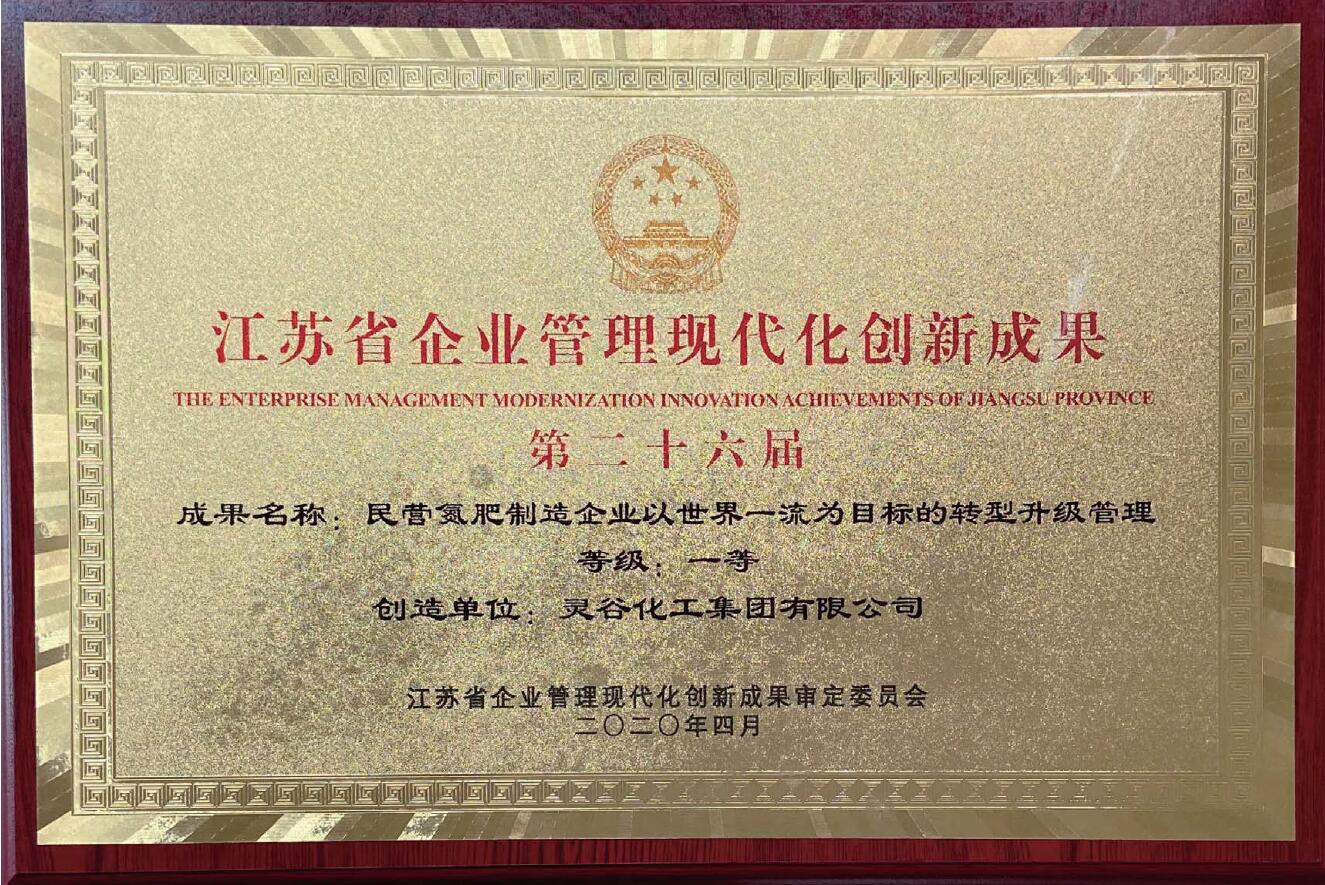 江苏省企业管理现代化创新成果
THE ENTERPRISE MANAGEMENT MODERNIZATION INNOVATION ACHIEVEMENTS OF JIANGSU PROVINCE
第二十六届
成果名称：民营氮肥制造企业以世界一流为目标的转型升级管理
等级：一等
创造单位：灵谷化工集团有限公司
江苏省企业管理现代化创新成果审定委员会
二〇二〇年四月